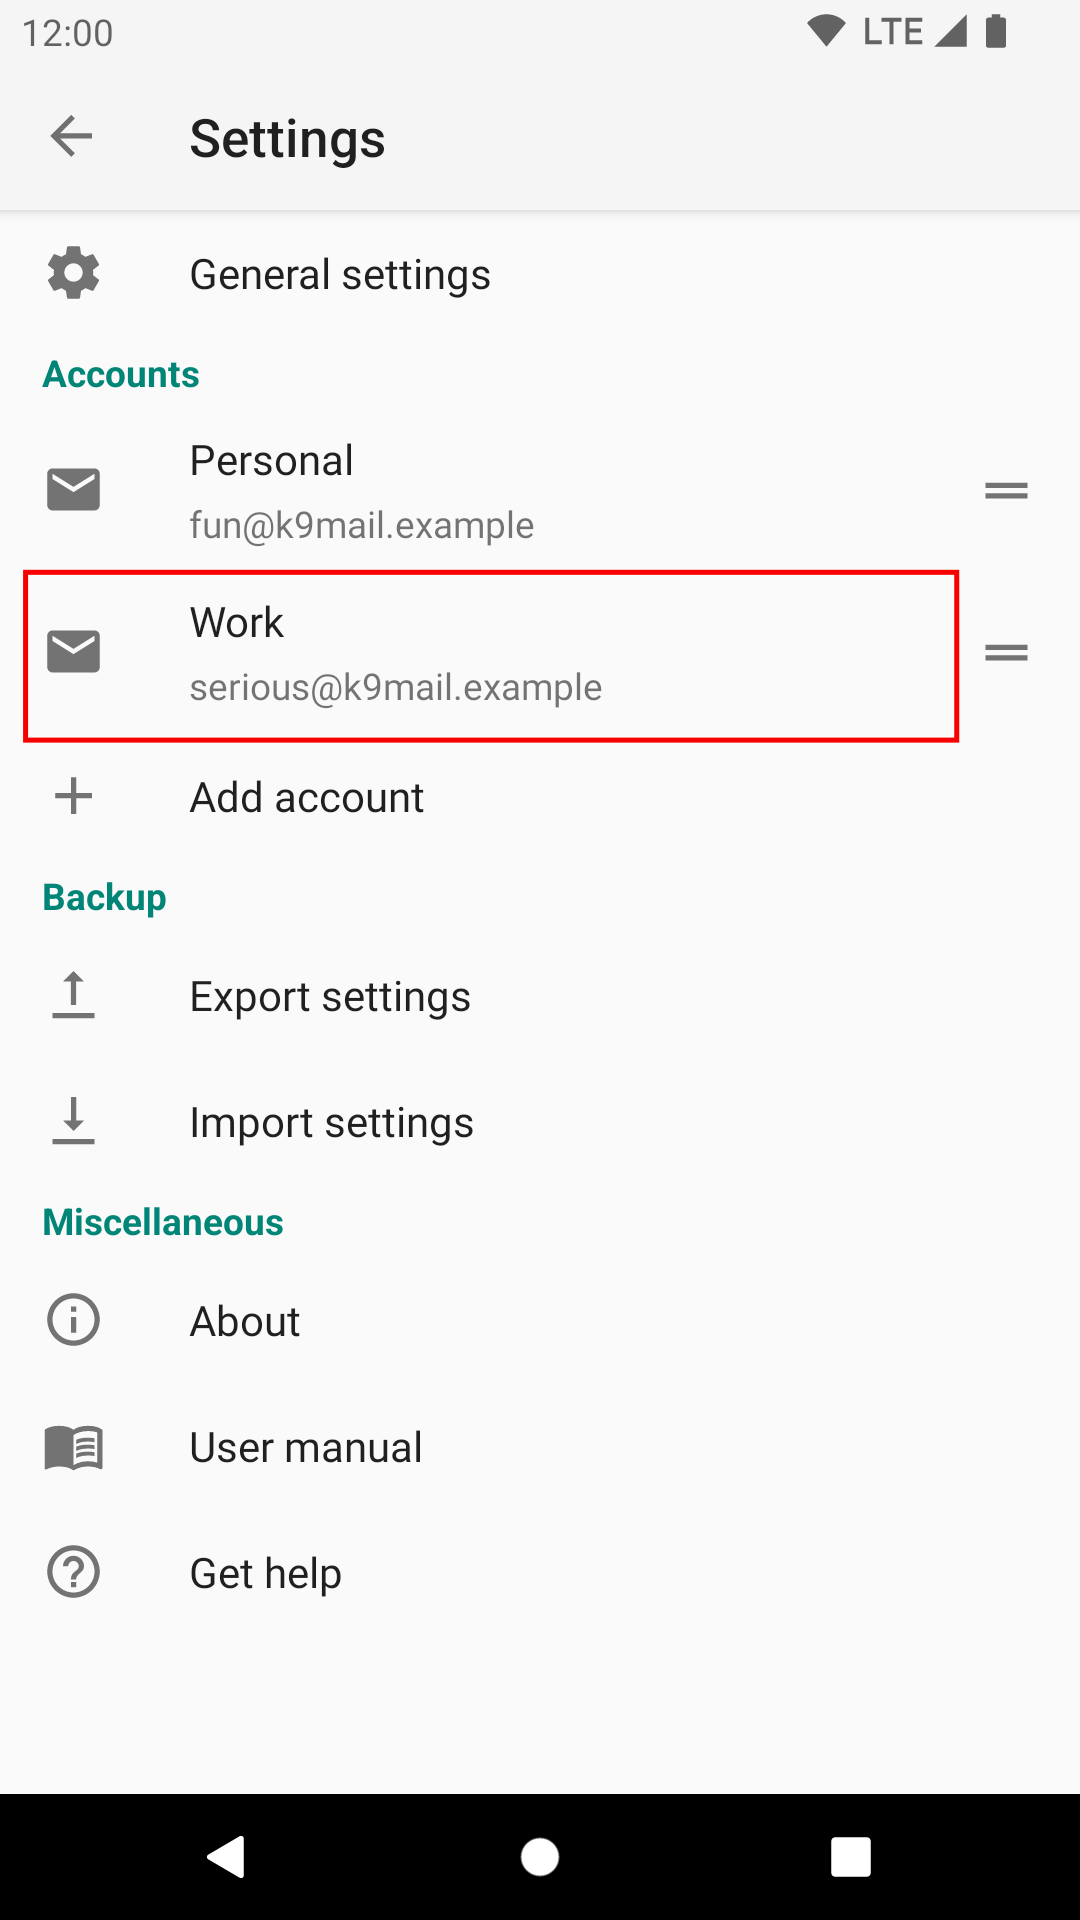 12:00 LTE
Settings
General settings
Accounts
Personal
fun@k9mail.example
Work
serious@k9mail.example
Add account
Backup
Export settings
Import settings
Miscellaneous
About
User manual
Get help